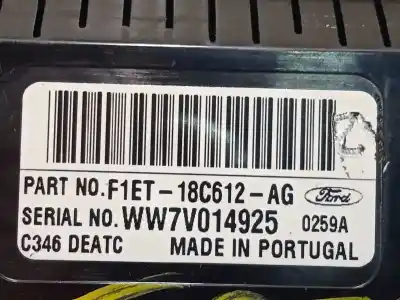 PART NO. F1ET-18C612-AG Ford
SERIAL NO. WW7V014925 0259A
C346 DEATC MADE IN PORTUGAL